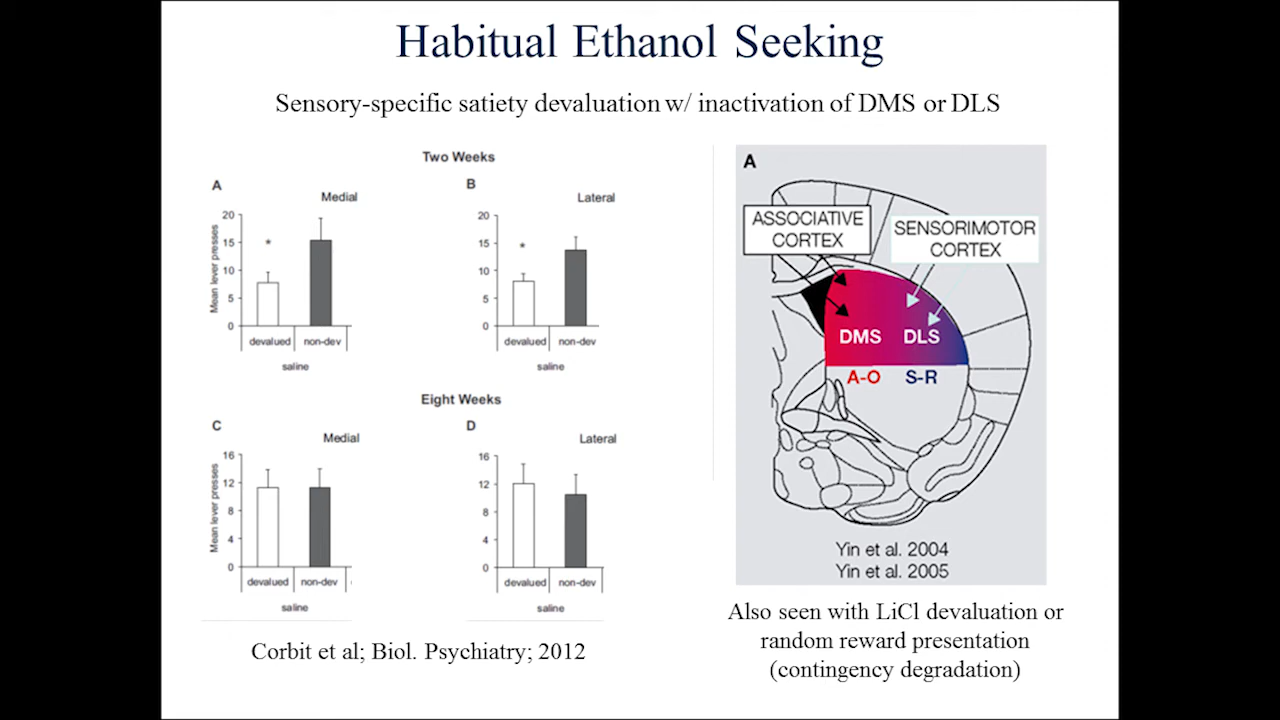 Habitual Ethanol Seeking
Sensory-specific satiety devaluation w/ inactivation of DMS or DLS
Two Weeks
A
Medial
Mean lever presses
20
15
10
5
0
*
devalued
non-dev
saline
B
Lateral
20
15
10
5
0
*
devalued
non-dev
saline
Eight Weeks
C
Medial
Mean lever presses
16
12
8
4
0
devalued
non-dev
saline
D
Lateral
16
12
8
4
0
devalued
non-dev
saline
Corbit et al; Biol. Psychiatry; 2012
A
ASSOCIATIVE
CORTEX
SENSORIMOTOR
CORTEX
DMS DLS
A-O S-R
Yin et al. 2004
Yin et al. 2005
Also seen with LiCl devaluation or
random reward presentation
(contingency degradation)